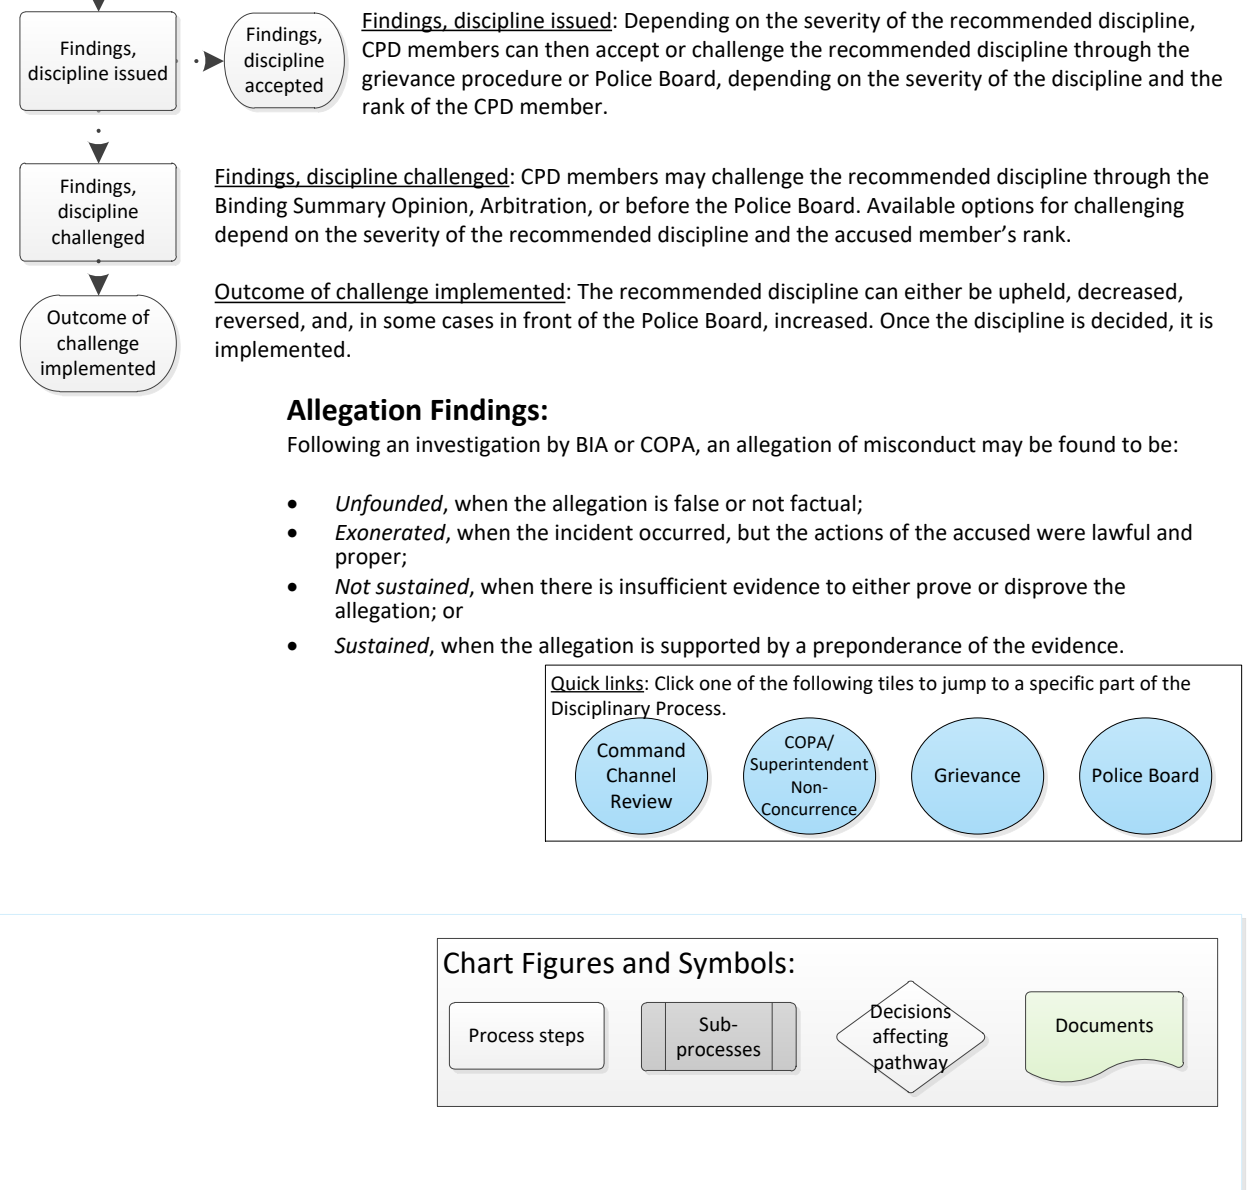 Findings,
discipline issued
Findings,
discipline
accepted
Findings, discipline issued: Depending on the severity of the recommended discipline,
CPD members can then accept or challenge the recommended discipline through the
grievance procedure or Police Board, depending on the severity of the discipline and the
rank of the CPD member.
Findings,
discipline
challenged
Findings, discipline challenged: CPD members may challenge the recommended discipline through the
Binding Summary Opinion, Arbitration, or before the Police Board. Available options for challenging
depend on the severity of the recommended discipline and the accused member’s rank.
Outcome of
challenge
implemented
Outcome of challenge implemented: The recommended discipline can either be upheld, decreased,
reversed, and, in some cases in front of the Police Board, increased. Once the discipline is decided, it is
implemented.
Allegation Findings:
Following an investigation by BIA or COPA, an allegation of misconduct may be found to be:
• Unfounded, when the allegation is false or not factual;
• Exonerated, when the incident occurred, but the actions of the accused were lawful and
proper;
• Not sustained, when there is insufficient evidence to either prove or disprove the
allegation; or
• Sustained, when the allegation is supported by a preponderance of the evidence.
Quick links: Click one of the following tiles to jump to a specific part of the
Disciplinary Process.
Command
Channel
Review
COPA/
Superintendent
Non-
Concurrence
Grievance
Police Board
Chart Figures and Symbols:
Process steps
Sub-
processes
Decisions
affecting
pathway
Documents